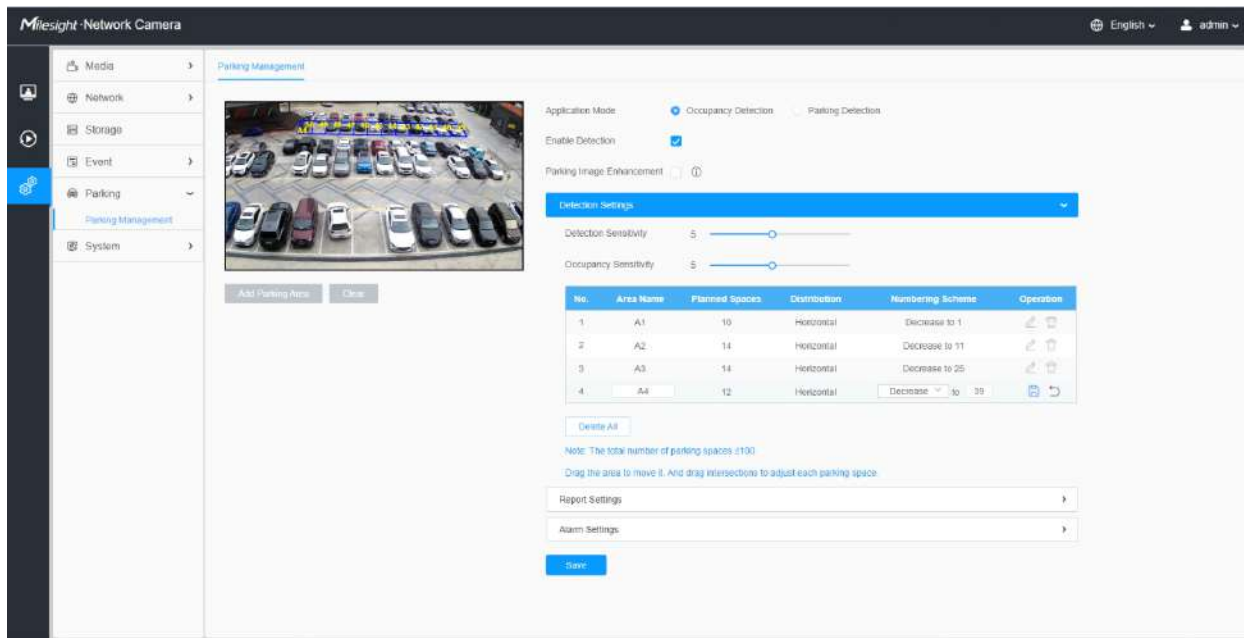 Milesight · Network Camera
English
admin
Media
Network
Storage
Event
Parking
Parking Management
System
Parking Management
Application Mode
Occupancy Detection
Parking Detection
Enable Detection
Parking Image Enhancement
Detection Settings
Detection Sensitivity 5
Occupancy Sensitivity 5
Add Parking Area
Clear
No. Area Name Planned Spaces Distribution Numbering Scheme Operation
1 A1 10 Horizontal Decrease to 1
2 A2 14 Horizontal Decrease to 11
3 A3 14 Horizontal Decrease to 25
4 A4 12 Horizontal Decrease to 39
Delete All
Note: The total number of parking spaces ≤100
Drag the area to move it. And drag intersections to adjust each parking space.
Report Settings
Alarm Settings
Save